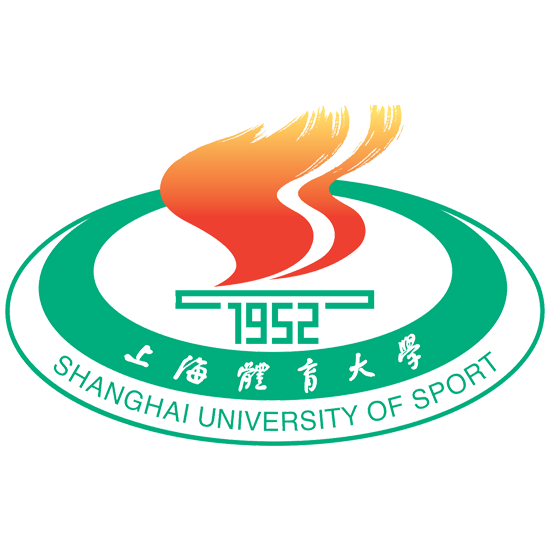 1952
上海體育大學
SHANGHAI UNIVERSITY OF SPORT